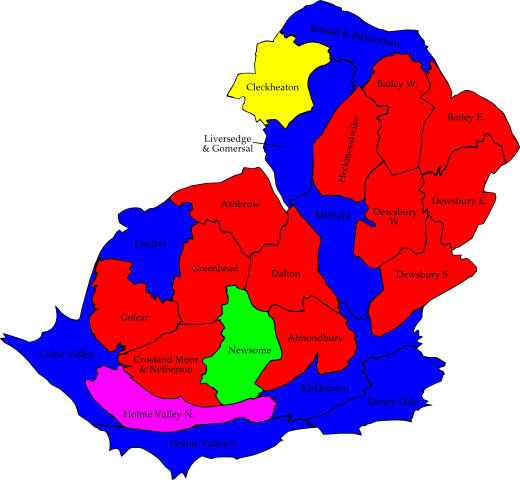 Birstall & Birkenshaw
Cleckheaton
Batley W.
Batley E.
Liversedge
& Gomersal
Heckmondwike
Ashbrow
Mirfield
Dewsbury
W.
Dewsbury E.
Lindley
Greenhead
Dalton
Dewsbury S.
Golcar
Almondbury
Newsome
Colne Valley
Crosland Moor
& Netherton
Kirkburton
Denby Dale
Holme Valley N.
Holme Valley S.